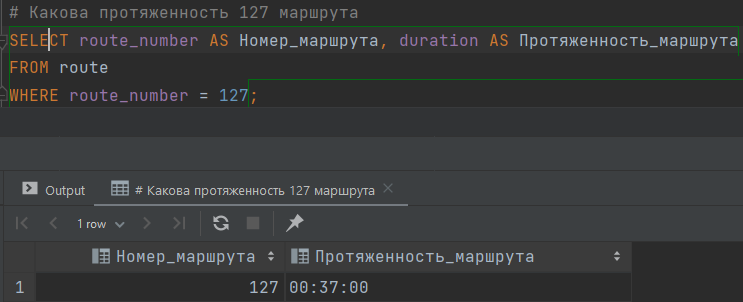 # Какова протяженность 127 маршрута
SELECT route_number AS Номер_маршрута, duration AS Протяженность_маршрута
FROM route
WHERE route_number = 127;
Output
# Какова протяженность 127 маршрута
1 row
Номер_маршрута Протяженность_маршрута
1 127 00:37:00